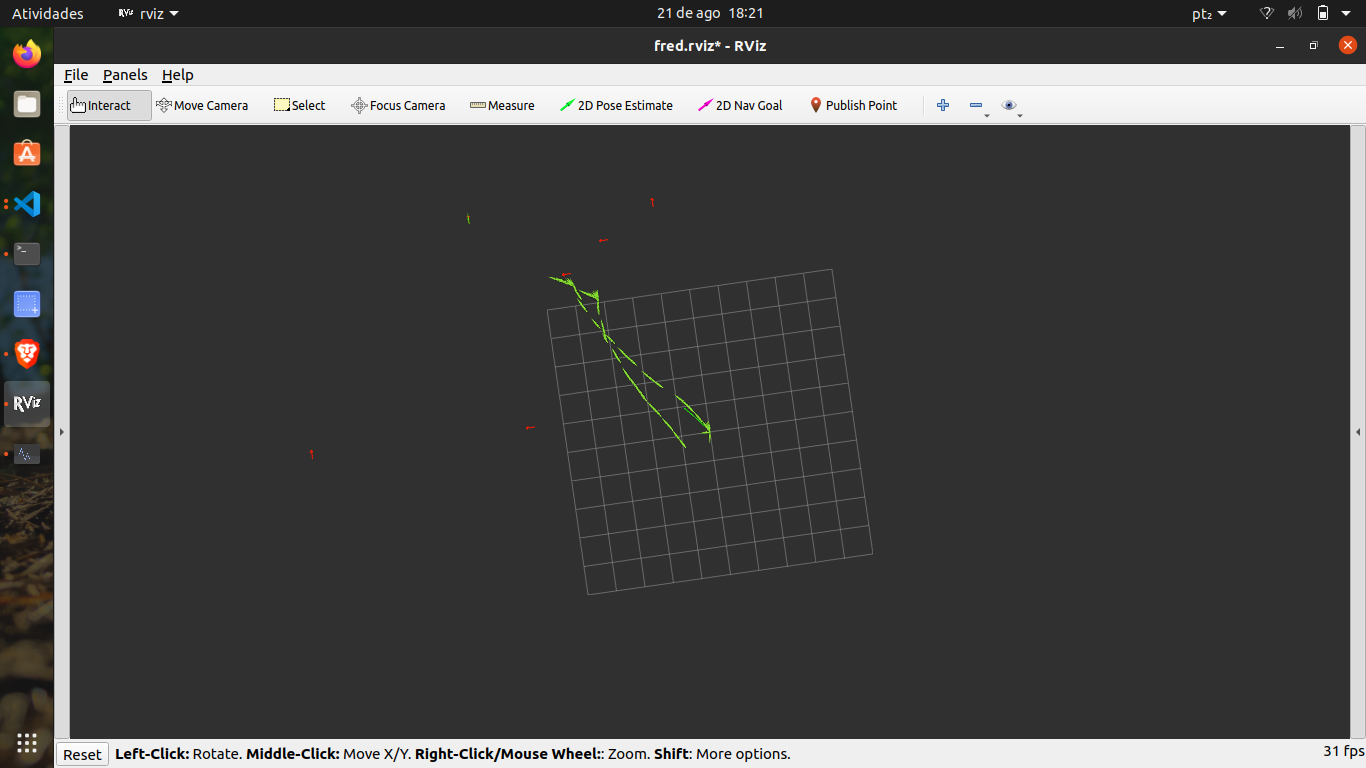 Atividades RViz rviz 21 de ago 18:21 pt₂
fred.rviz* - RViz
File Panels Help
Interact Move Camera Select Focus Camera Measure 2D Pose Estimate 2D Nav Goal Publish Point
RViz
Reset Left-Click: Rotate. Middle-Click: Move X/Y. Right-Click/Mouse Wheel:: Zoom. Shift: More options. 31 fps